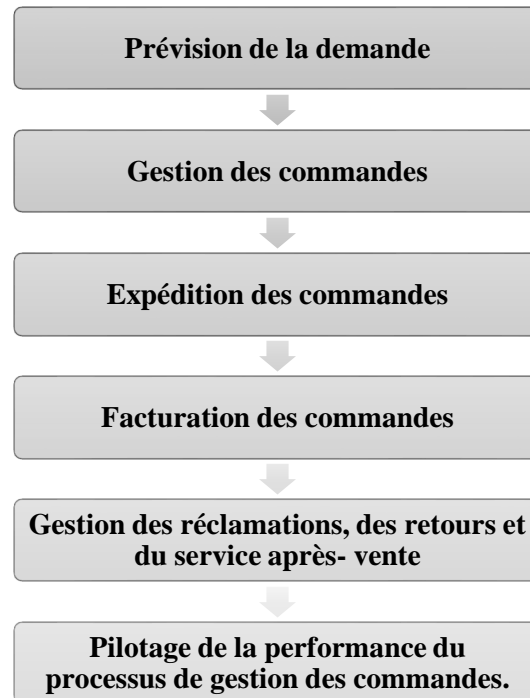 Prévision de la demande
Gestion des commandes
Expédition des commandes
Facturation des commandes
Gestion des réclamations, des retours et
du service après- vente
Pilotage de la performance du
processus de gestion des commandes.